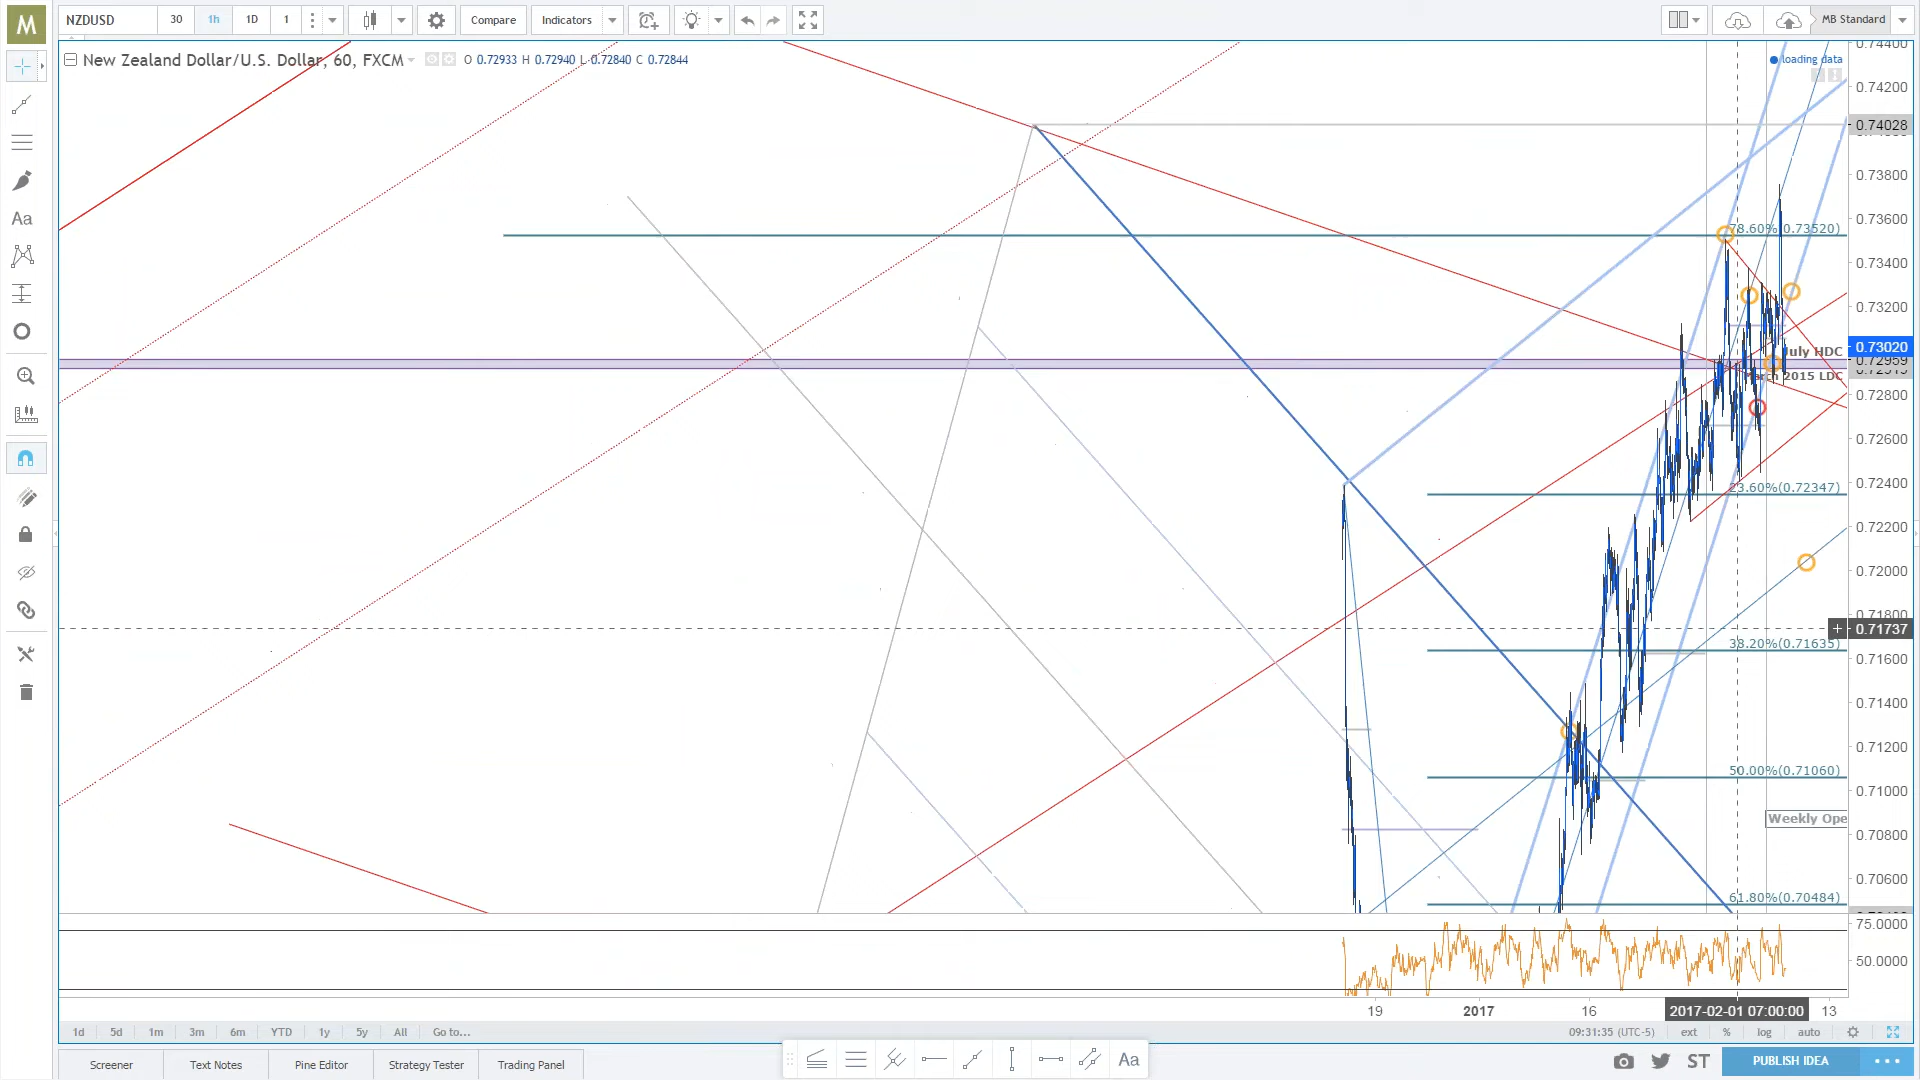 M
NZDUSD
30
1h
1D
1
Compare
Indicators
MB Standard
New Zealand Dollar/U.S. Dollar, 60, FXCM
O 0.72933 H 0.72940 L 0.72840 C 0.72844
loading data
0.74400
0.74200
0.74028
0.73800
0.73600
78.60%(0.73520)
0.73400
0.73200
July HDC
0.73020
0.72959
2015 LDC
0.72800
0.72600
0.72400
23.60%(0.72347)
0.72200
0.72000
0.71800
0.71737
38.20%(0.71635)
0.71600
0.71400
0.71200
50.00%(0.71060)
0.71000
Weekly Ope
0.70800
0.70600
61.80%(0.70484)
75.0000
50.0000
19
2017
16
2017-02-01 07:00:00
13
1d
5d
1m
3m
6m
YTD
1y
5y
All
Go to...
09:31:35 (UTC-5)
ext
%
log
auto
Screener
Text Notes
Pine Editor
Strategy Tester
Trading Panel
Aa
Aa
ST
PUBLISH IDEA